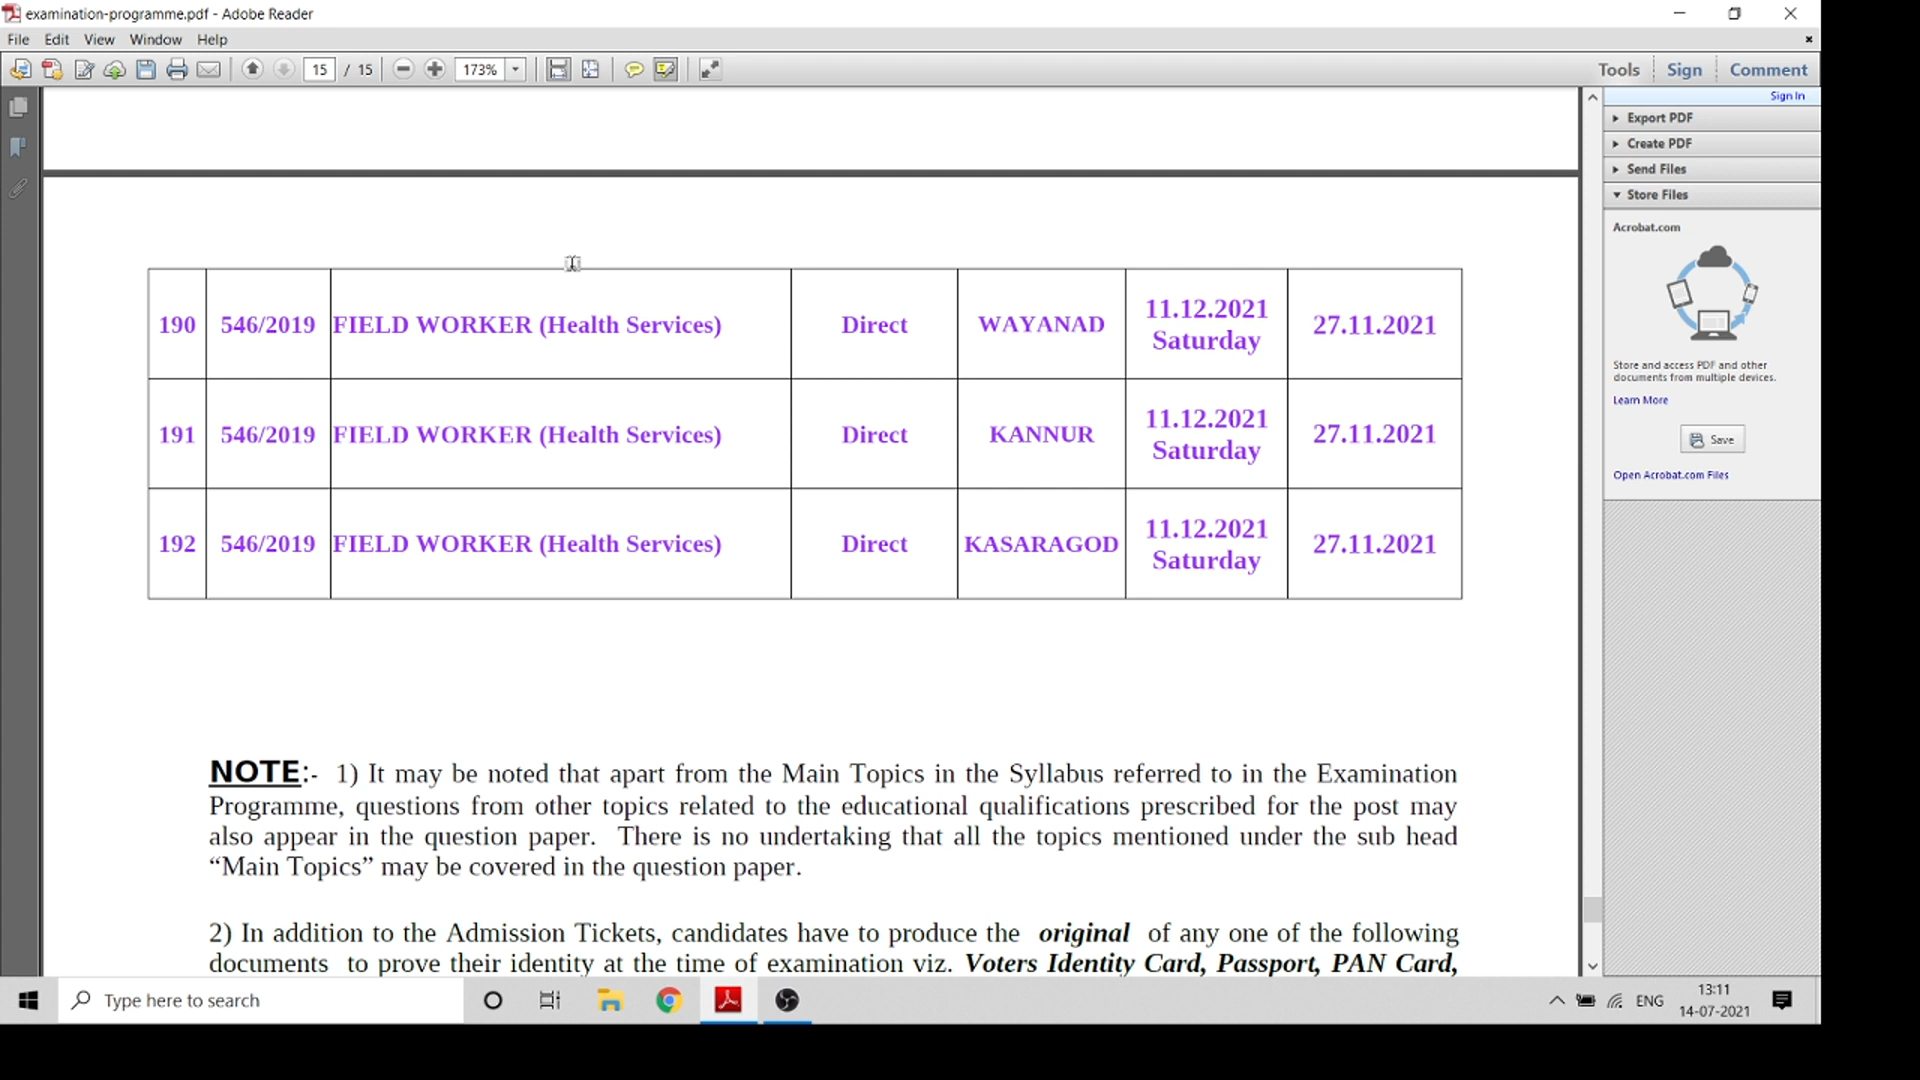 examination-programme.pdf - Adobe Reader
File Edit View Window Help
15 / 15 173% Tools Sign Comment
Sign In
Export PDF
Create PDF
Send Files
Store Files
Acrobat.com
Store and access PDF and other
documents from multiple devices.
Learn More
Save
Open Acrobat.com Files
190 546/2019 FIELD WORKER (Health Services) Direct WAYANAD 11.12.2021 Saturday 27.11.2021
191 546/2019 FIELD WORKER (Health Services) Direct KANNUR 11.12.2021 Saturday 27.11.2021
192 546/2019 FIELD WORKER (Health Services) Direct KASARAGOD 11.12.2021 Saturday 27.11.2021
NOTE:- 1) It may be noted that apart from the Main Topics in the Syllabus referred to in the Examination
Programme, questions from other topics related to the educational qualifications prescribed for the post may
also appear in the question paper. There is no undertaking that all the topics mentioned under the sub head
“Main Topics” may be covered in the question paper.
2) In addition to the Admission Tickets, candidates have to produce the original of any one of the following
documents to prove their identity at the time of examination viz. Voters Identity Card, Passport, PAN Card,
Type here to search
ENG
13:11
14-07-2021